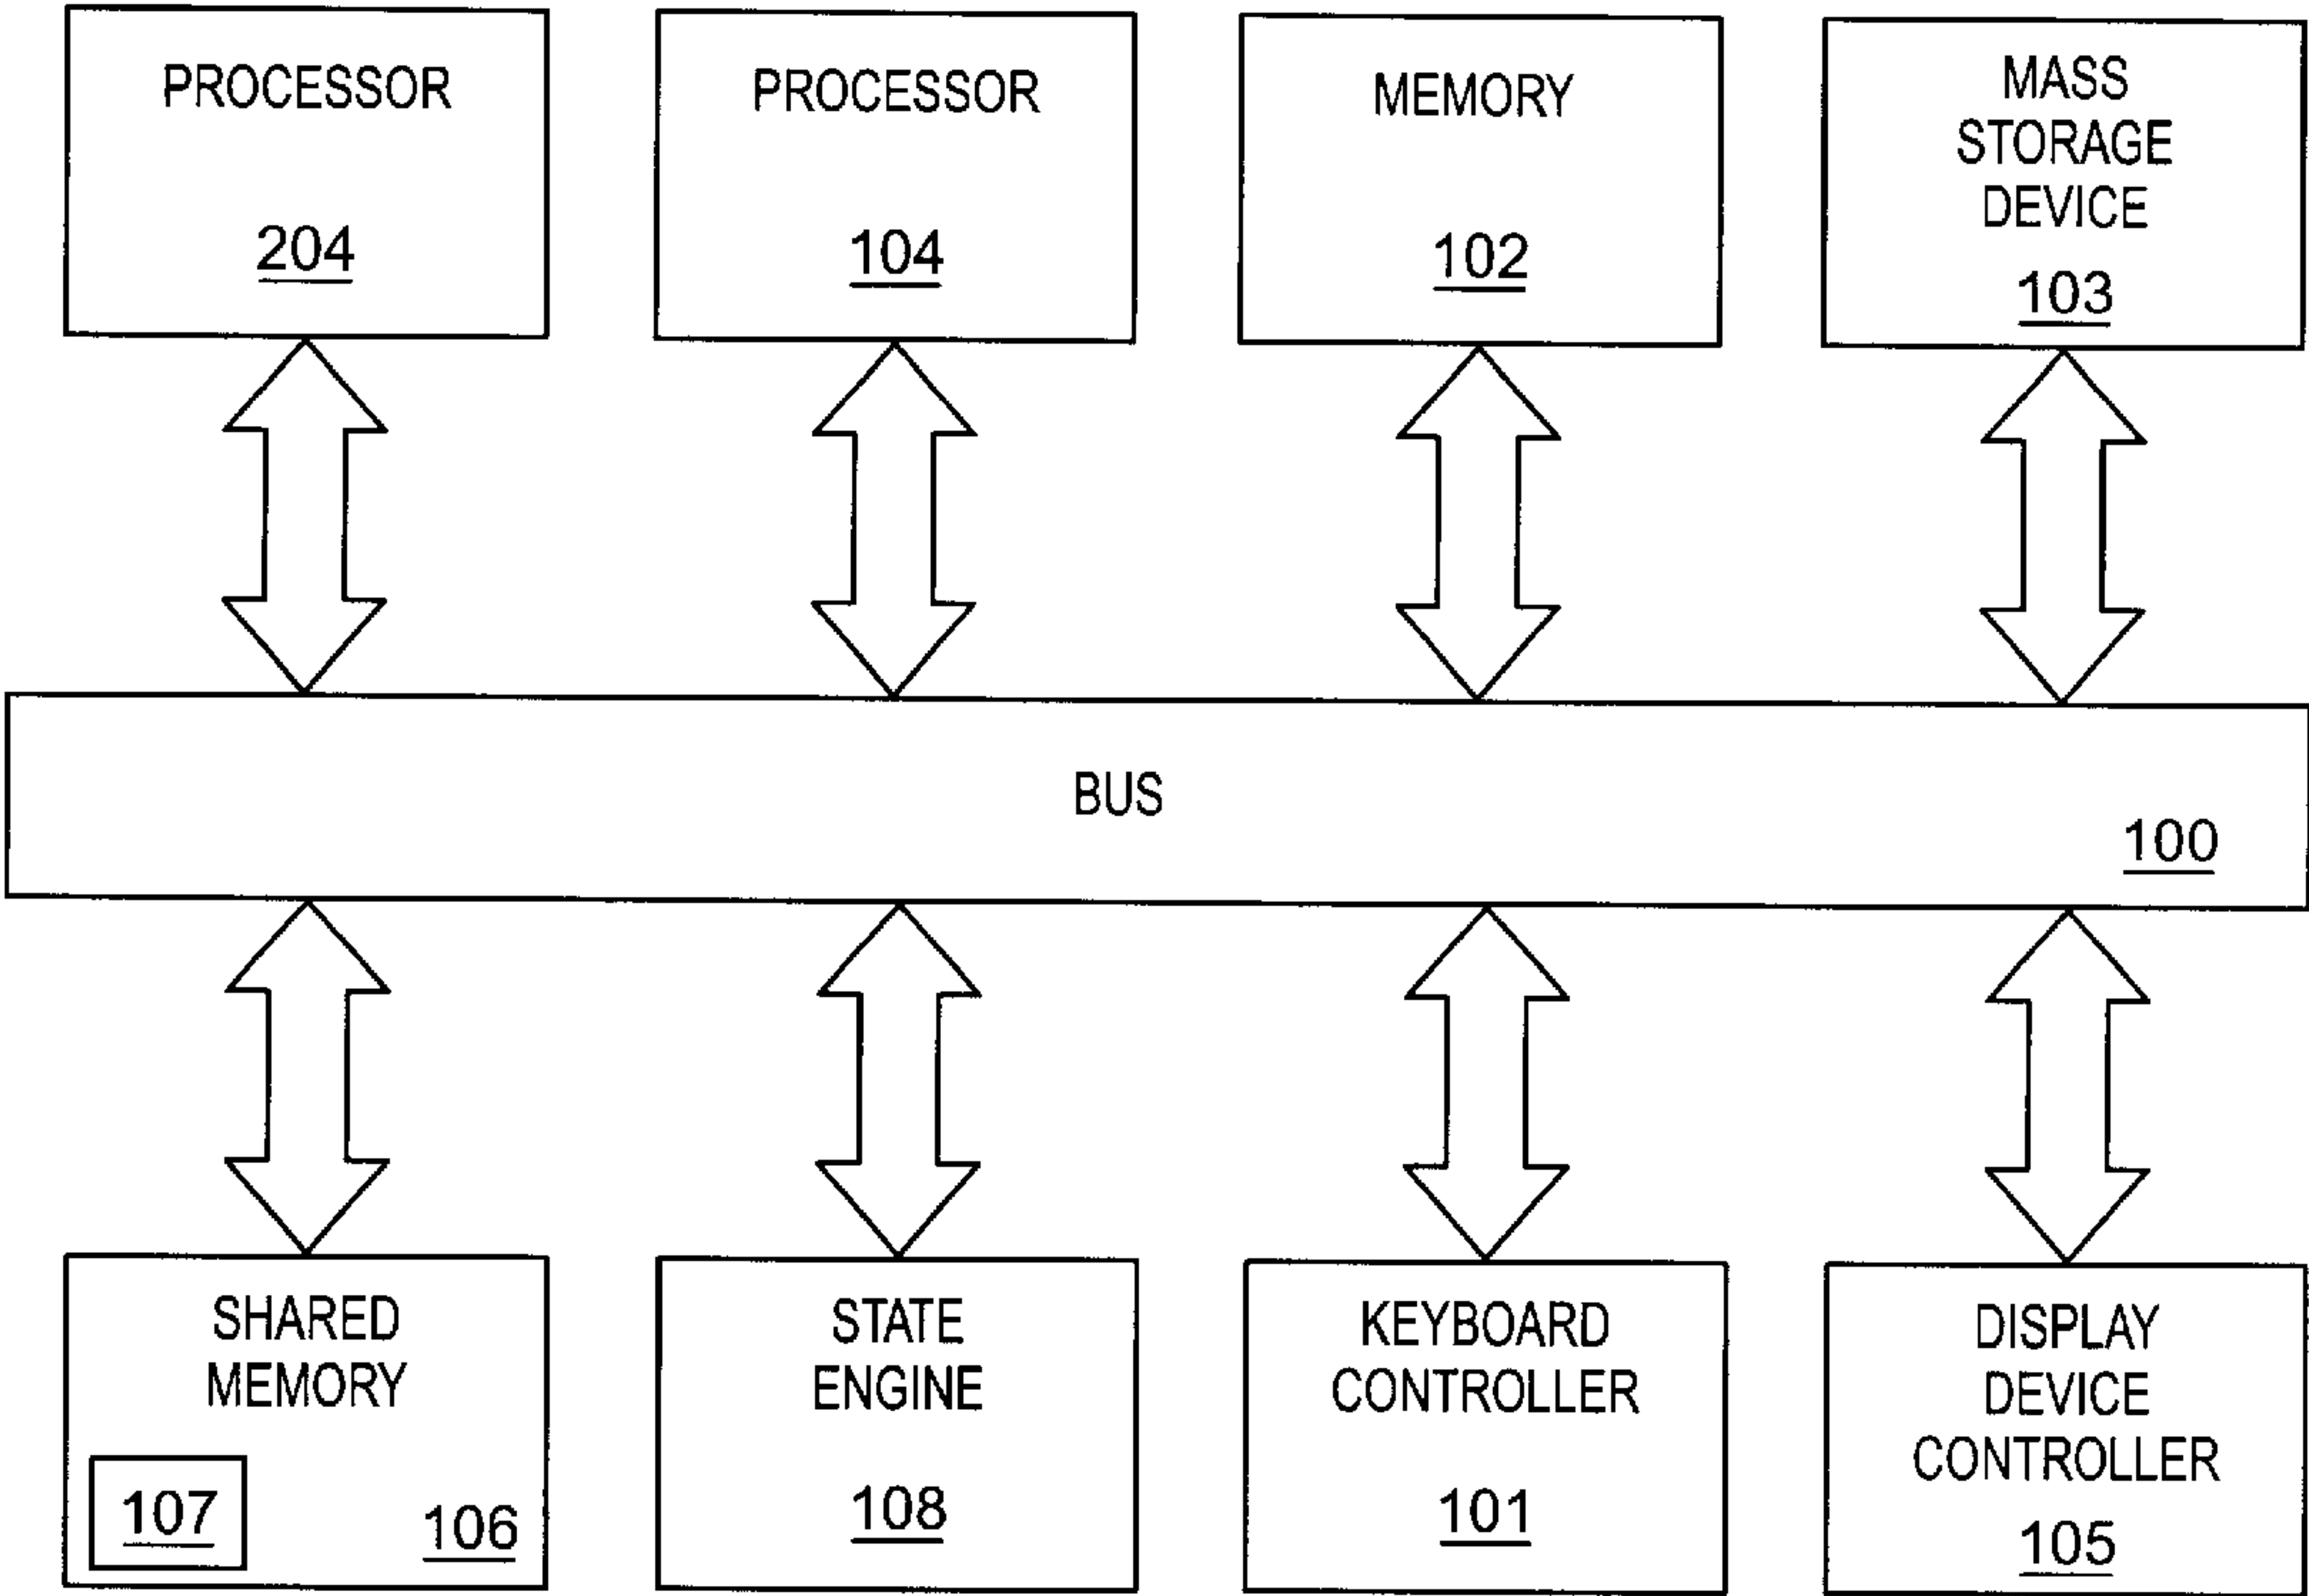 PROCESSOR
204
PROCESSOR
104
MEMORY
102
MASS
STORAGE
DEVICE
103
BUS
100
SHARED
MEMORY
107
106
STATE
ENGINE
108
KEYBOARD
CONTROLLER
101
DISPLAY
DEVICE
CONTROLLER
105